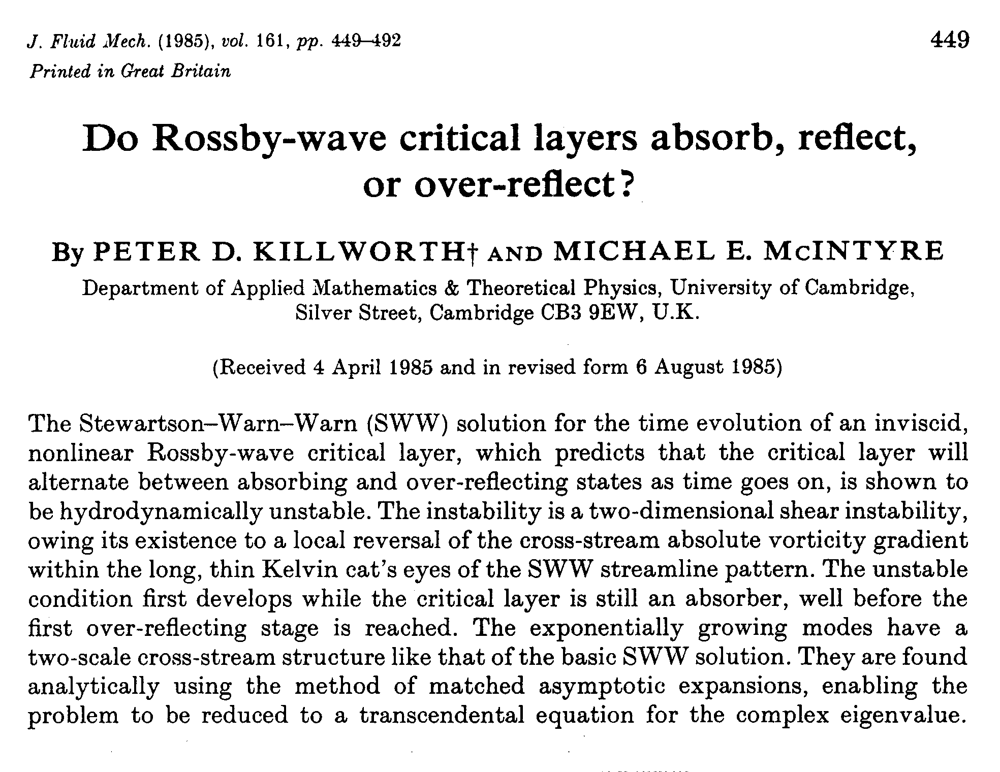 J. Fluid Mech. (1985), vol. 161, pp. 449–492
449
Printed in Great Britain
Do Rossby-wave critical layers absorb, reflect,
or over-reflect?
By PETER D. KILLWORTH† AND MICHAEL E. McINTYRE
Department of Applied Mathematics & Theoretical Physics, University of Cambridge,
Silver Street, Cambridge CB3 9EW, U.K.
(Received 4 April 1985 and in revised form 6 August 1985)
The Stewartson–Warn–Warn (SWW) solution for the time evolution of an inviscid,
nonlinear Rossby-wave critical layer, which predicts that the critical layer will
alternate between absorbing and over-reflecting states as time goes on, is shown to
be hydrodynamically unstable. The instability is a two-dimensional shear instability,
owing its existence to a local reversal of the cross-stream absolute vorticity gradient
within the long, thin Kelvin cat's eyes of the SWW streamline pattern. The unstable
condition first develops while the critical layer is still an absorber, well before the
first over-reflecting stage is reached. The exponentially growing modes have a
two-scale cross-stream structure like that of the basic SWW solution. They are found
analytically using the method of matched asymptotic expansions, enabling the
problem to be reduced to a transcendental equation for the complex eigenvalue.